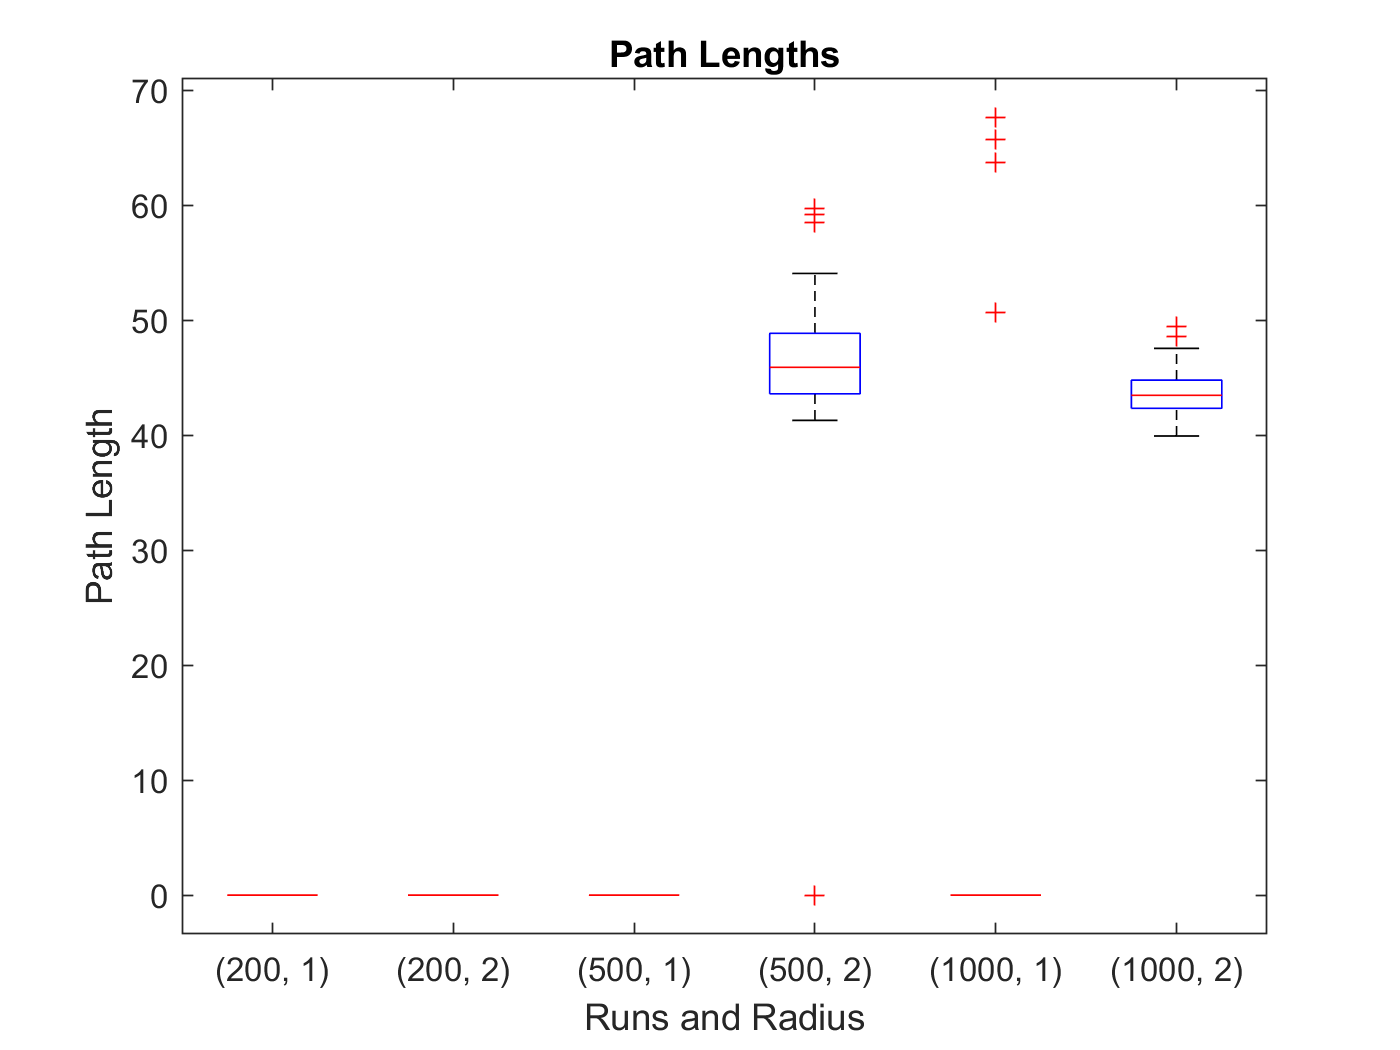 Path Lengths
70
60
50
40
30
20
10
0
Path Length
(200, 1) (200, 2) (500, 1) (500, 2) (1000, 1) (1000, 2)
Runs and Radius